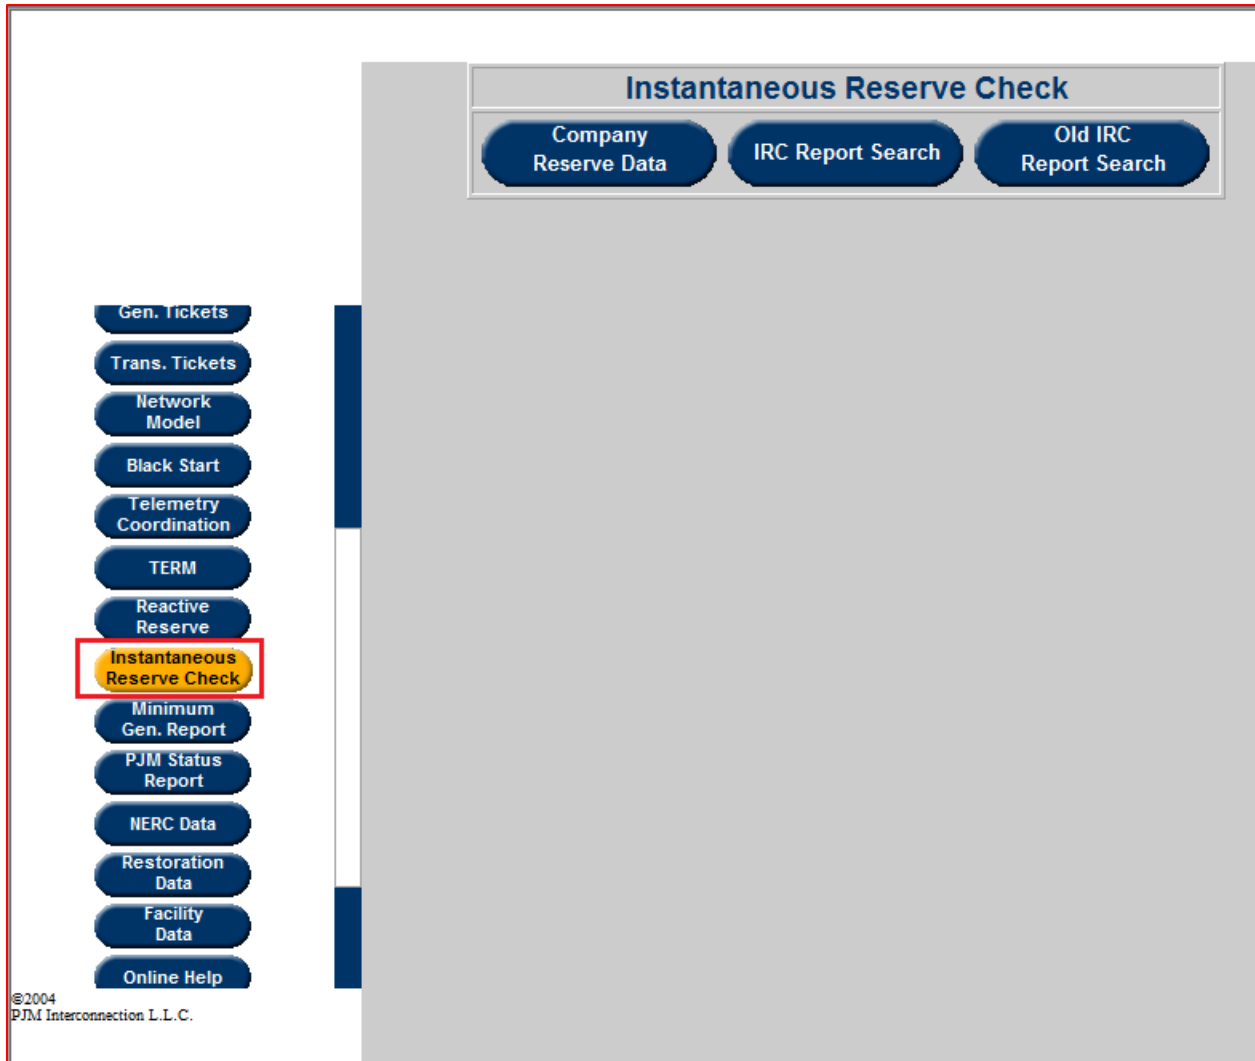 Instantaneous Reserve Check
Company
Reserve Data
IRC Report Search
Old IRC
Report Search
Gen. Tickets
Trans. Tickets
Network
Model
Black Start
Telemetry
Coordination
TERM
Reactive
Reserve
Instantaneous
Reserve Check
Minimum
Gen. Report
PJM Status
Report
NERC Data
Restoration
Data
Facility
Data
Online Help
©2004
PJM Interconnection L.L.C.